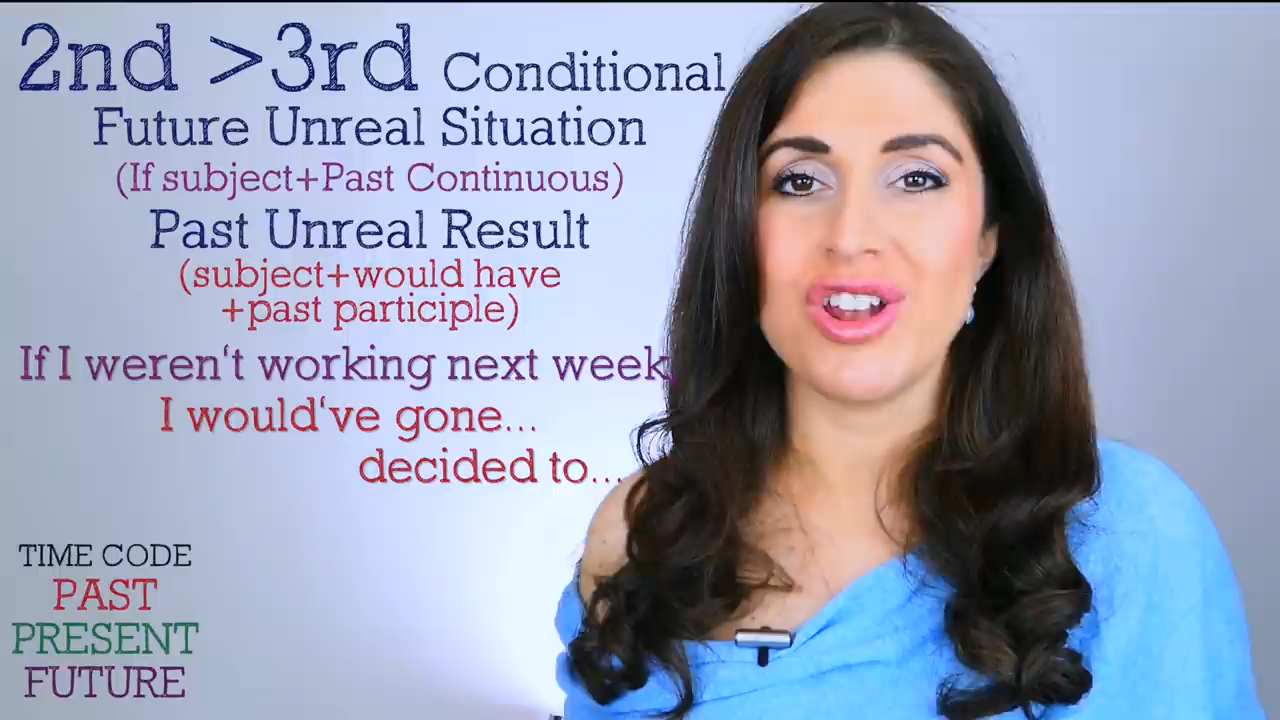 2nd >3rd Conditional
Future Unreal Situation
(If subject+Past Continuous)
Past Unreal Result
(subject+would have
+past participle)
If I weren't working next week,
I would've gone...
decided to...
TIME CODE
PAST
PRESENT
FUTURE